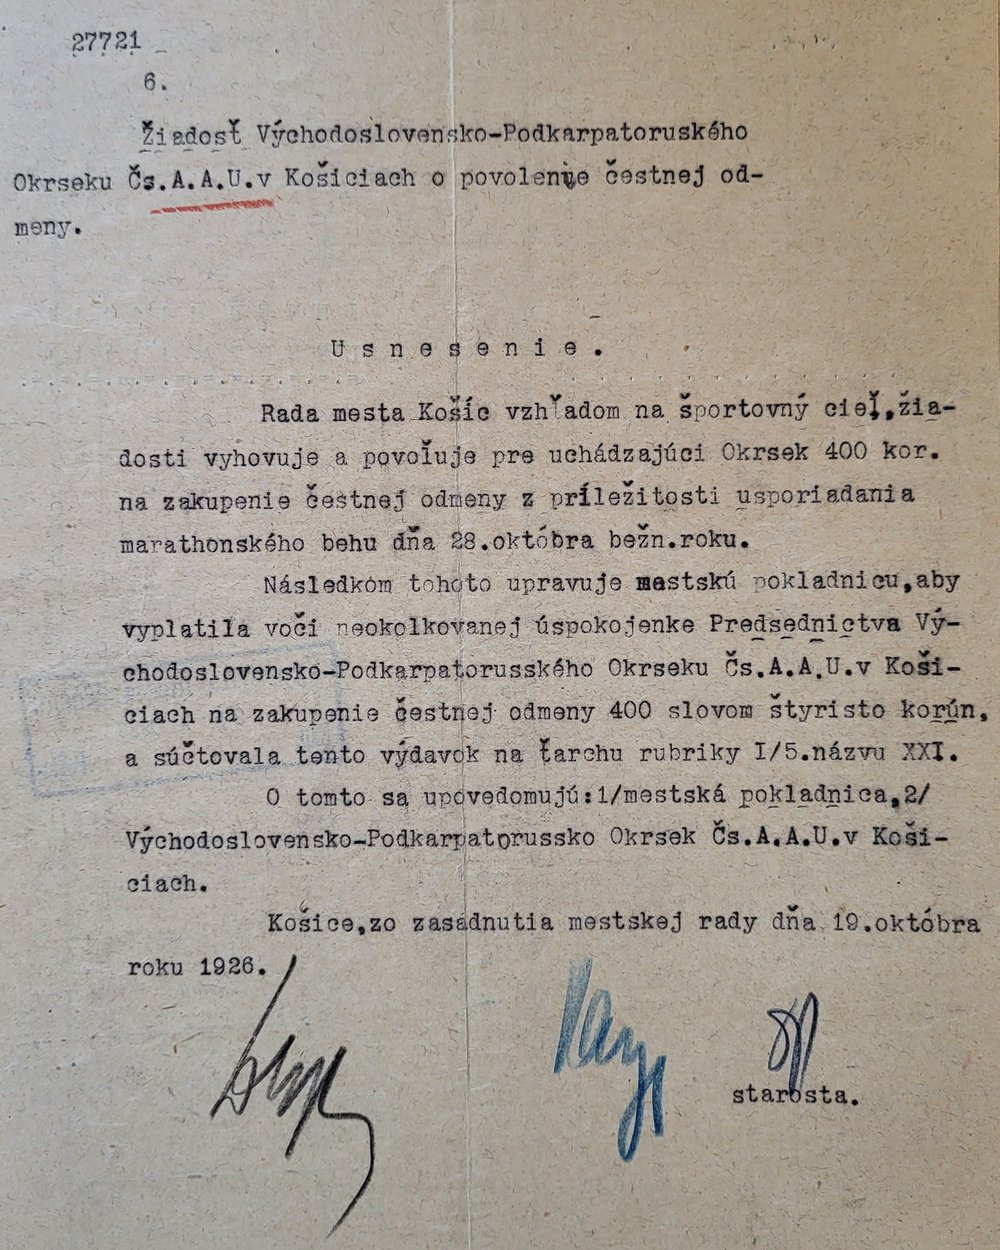 27721
6.
Žiadosť Východoslovensko-Podkarpatoruského
Okrseku Čs.A.A.U.v Košiciach o povolenie čestnej od-
meny.
Usnesenie.
Rada mesta Košíc vzhľadom na športovný cieľ,žia-
dosti vyhovuje a povoľuje pre uchádzajúci Okrsek 400 kor.
na zakupenie čestnej odmeny z príležitosti usporiadania
marathonského behu dňa 28.októbra bežn.roku.
Následkom tohoto upravuje mestskú pokladnicu,aby
vyplatila voči neokolkovanej úspokojenke Predsednictva Vý-
chodoslovensko-Podkarpatorusského Okrseku Čs.A.A.U.v Koši-
ciach na zakupenie čestnej odmeny 400 slovom štyristo korún,
a súčtovala tento výdavok na ťarchu rubriky I/5.názvu XXI.
O tomto sa upovedomujú:1/mestská pokladnica,2/
Východoslovensko-Podkarpatorussko Okrsek Čs.A.A.U.v Koši-
ciach.
Košice,zo zasadnutia mestskej rady dňa 19.októbra
roku 1926.
starosta.